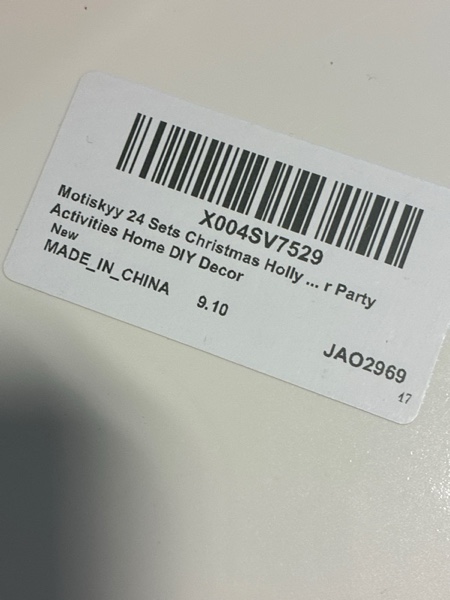 X004SV7529
Motiskyy 24 Sets Christmas Holly ... r Party
Activities Home DIY Decor
New
MADE_IN_CHINA
9.10
JAO2969
17